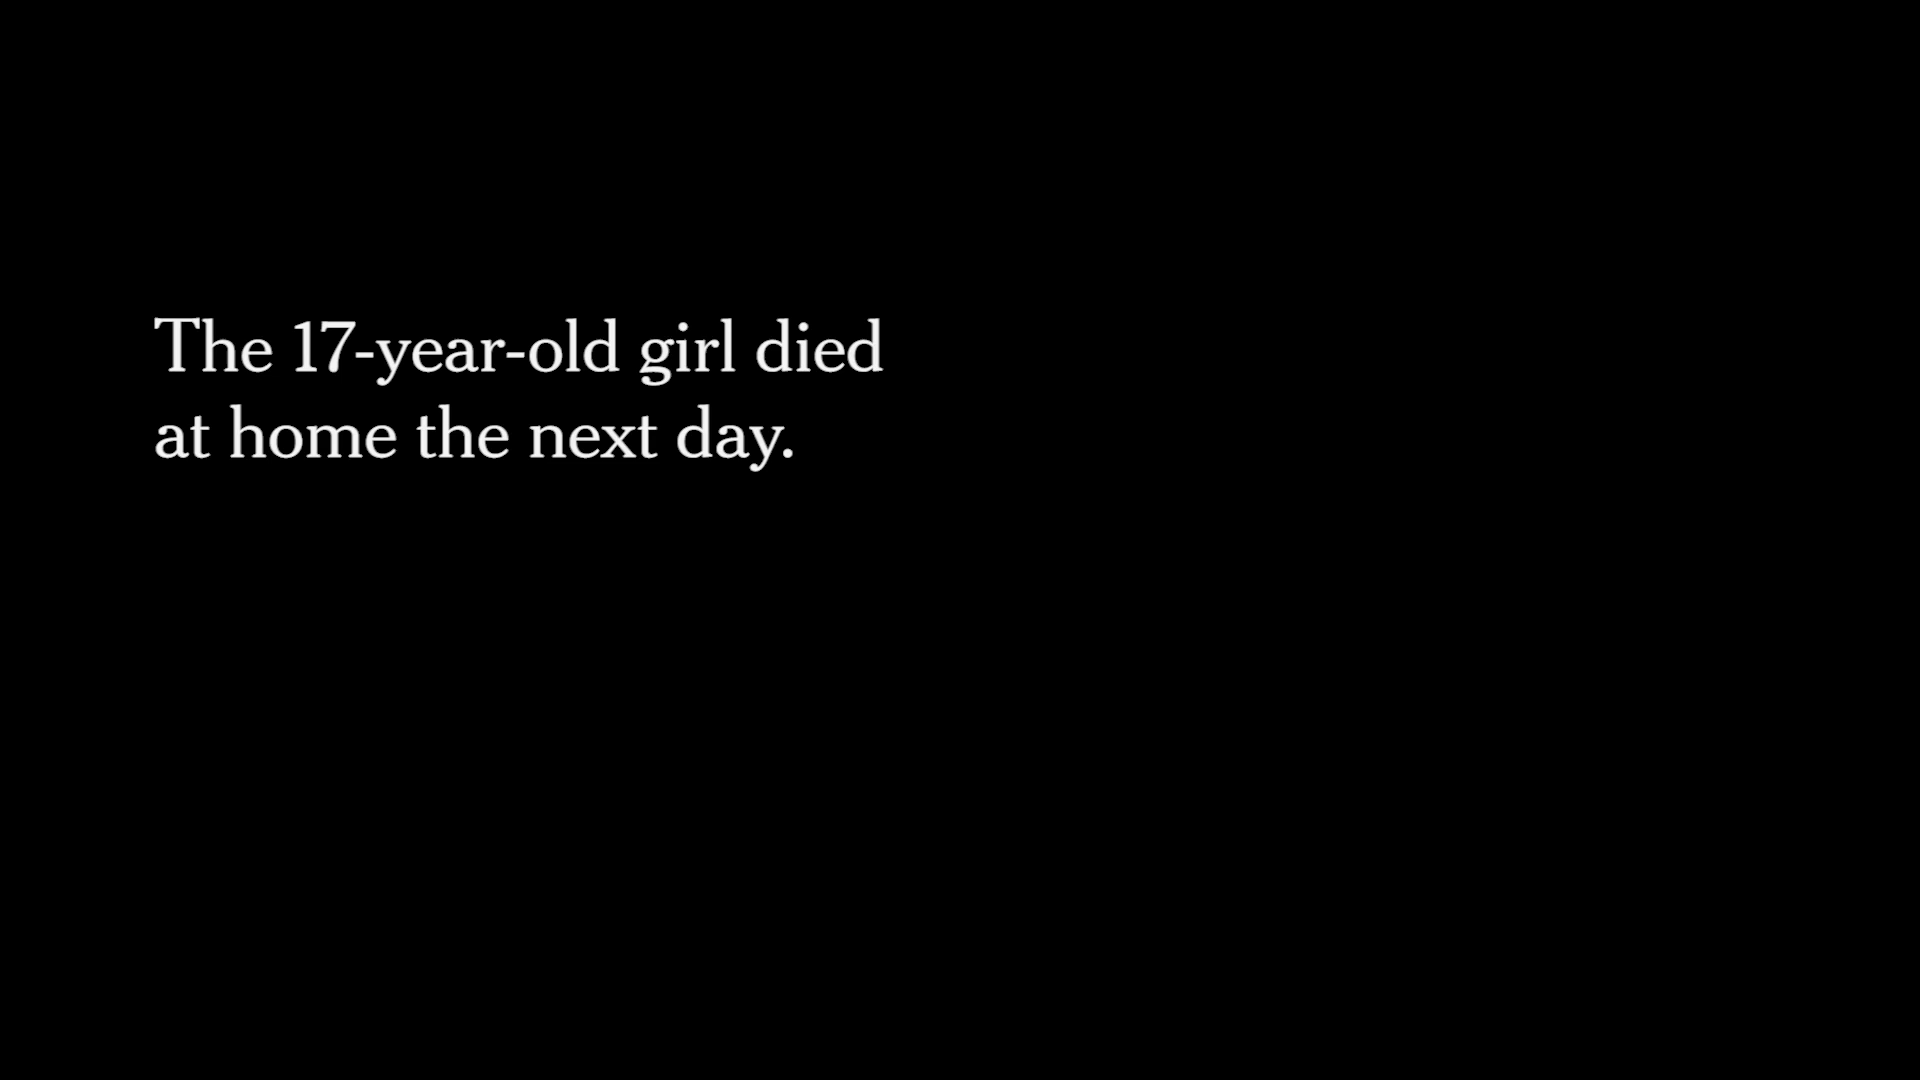 The 17-year-old girl died
at home the next day.